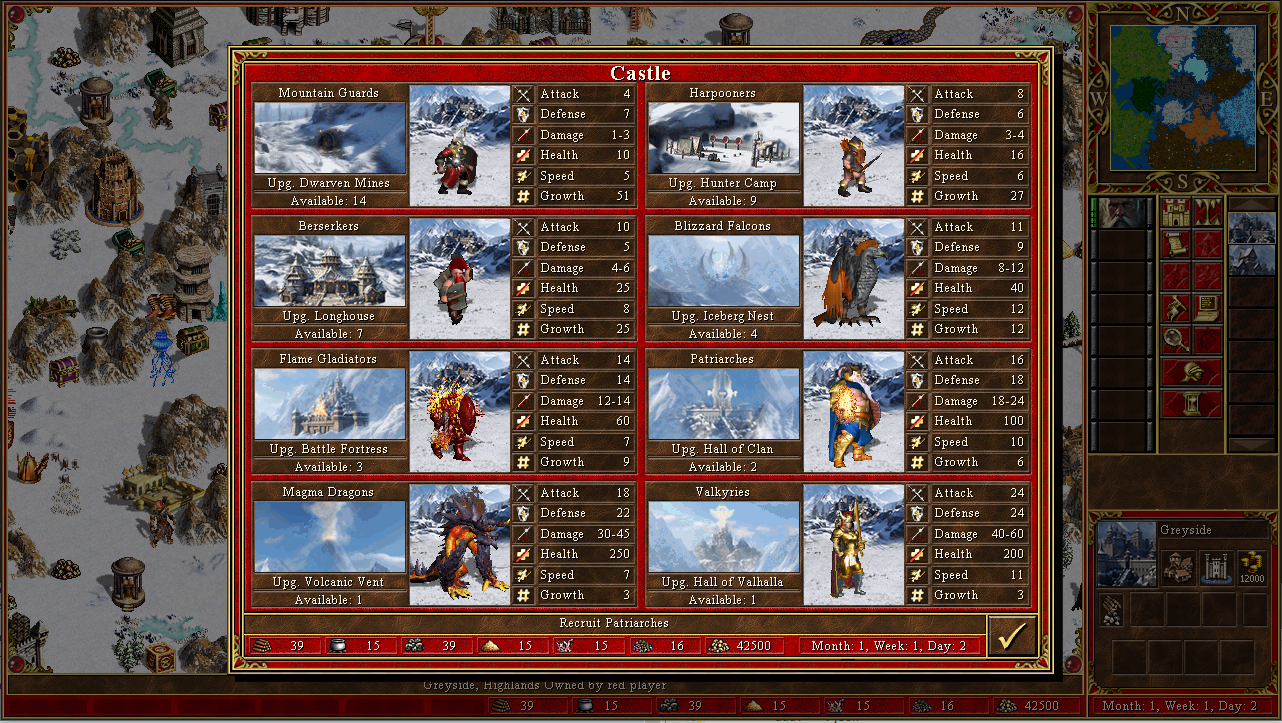 N
W
E
S
Castle
Mountain Guards
Attack 4
Defense 7
Damage 1-3
Health 10
Speed 5
Growth 51
Upg. Dwarven Mines
Available: 14
Harpooners
Attack 8
Defense 6
Damage 3-4
Health 16
Speed 6
Growth 27
Upg. Hunter Camp
Available: 9
Berserkers
Attack 10
Defense 5
Damage 4-6
Health 25
Speed 8
Growth 25
Upg. Longhouse
Available: 7
Blizzard Falcons
Attack 11
Defense 9
Damage 8-12
Health 40
Speed 12
Growth 12
Upg. Iceberg Nest
Available: 4
Flame Gladiators
Attack 14
Defense 14
Damage 12-14
Health 60
Speed 7
Growth 9
Upg. Battle Fortress
Available: 3
Patriarches
Attack 16
Defense 18
Damage 18-24
Health 100
Speed 10
Growth 6
Upg. Hall of Clan
Available: 2
Magma Dragons
Attack 18
Defense 22
Damage 30-45
Health 250
Speed 7
Growth 3
Upg. Volcanic Vent
Available: 1
Valkyries
Attack 24
Defense 24
Damage 40-60
Health 200
Speed 11
Growth 3
Upg. Hall of Valhalla
Available: 1
Recruit Patriarches
39 15 39 15 15 16 42500 Month: 1, Week: 1, Day: 2
Greyside
12000
Greyside, Highlands Owned by red player
39 15 39 15 15 16 42500 Month: 1, Week: 1, Day: 2